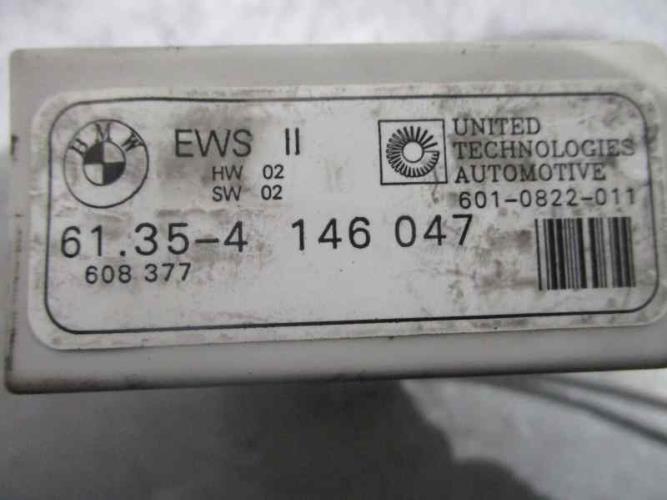 BMW
EWS II
HW 02
SW 02
UNITED
TECHNOLOGIES
AUTOMOTIVE
601-0822-011
61.35-4 146 047
608 377